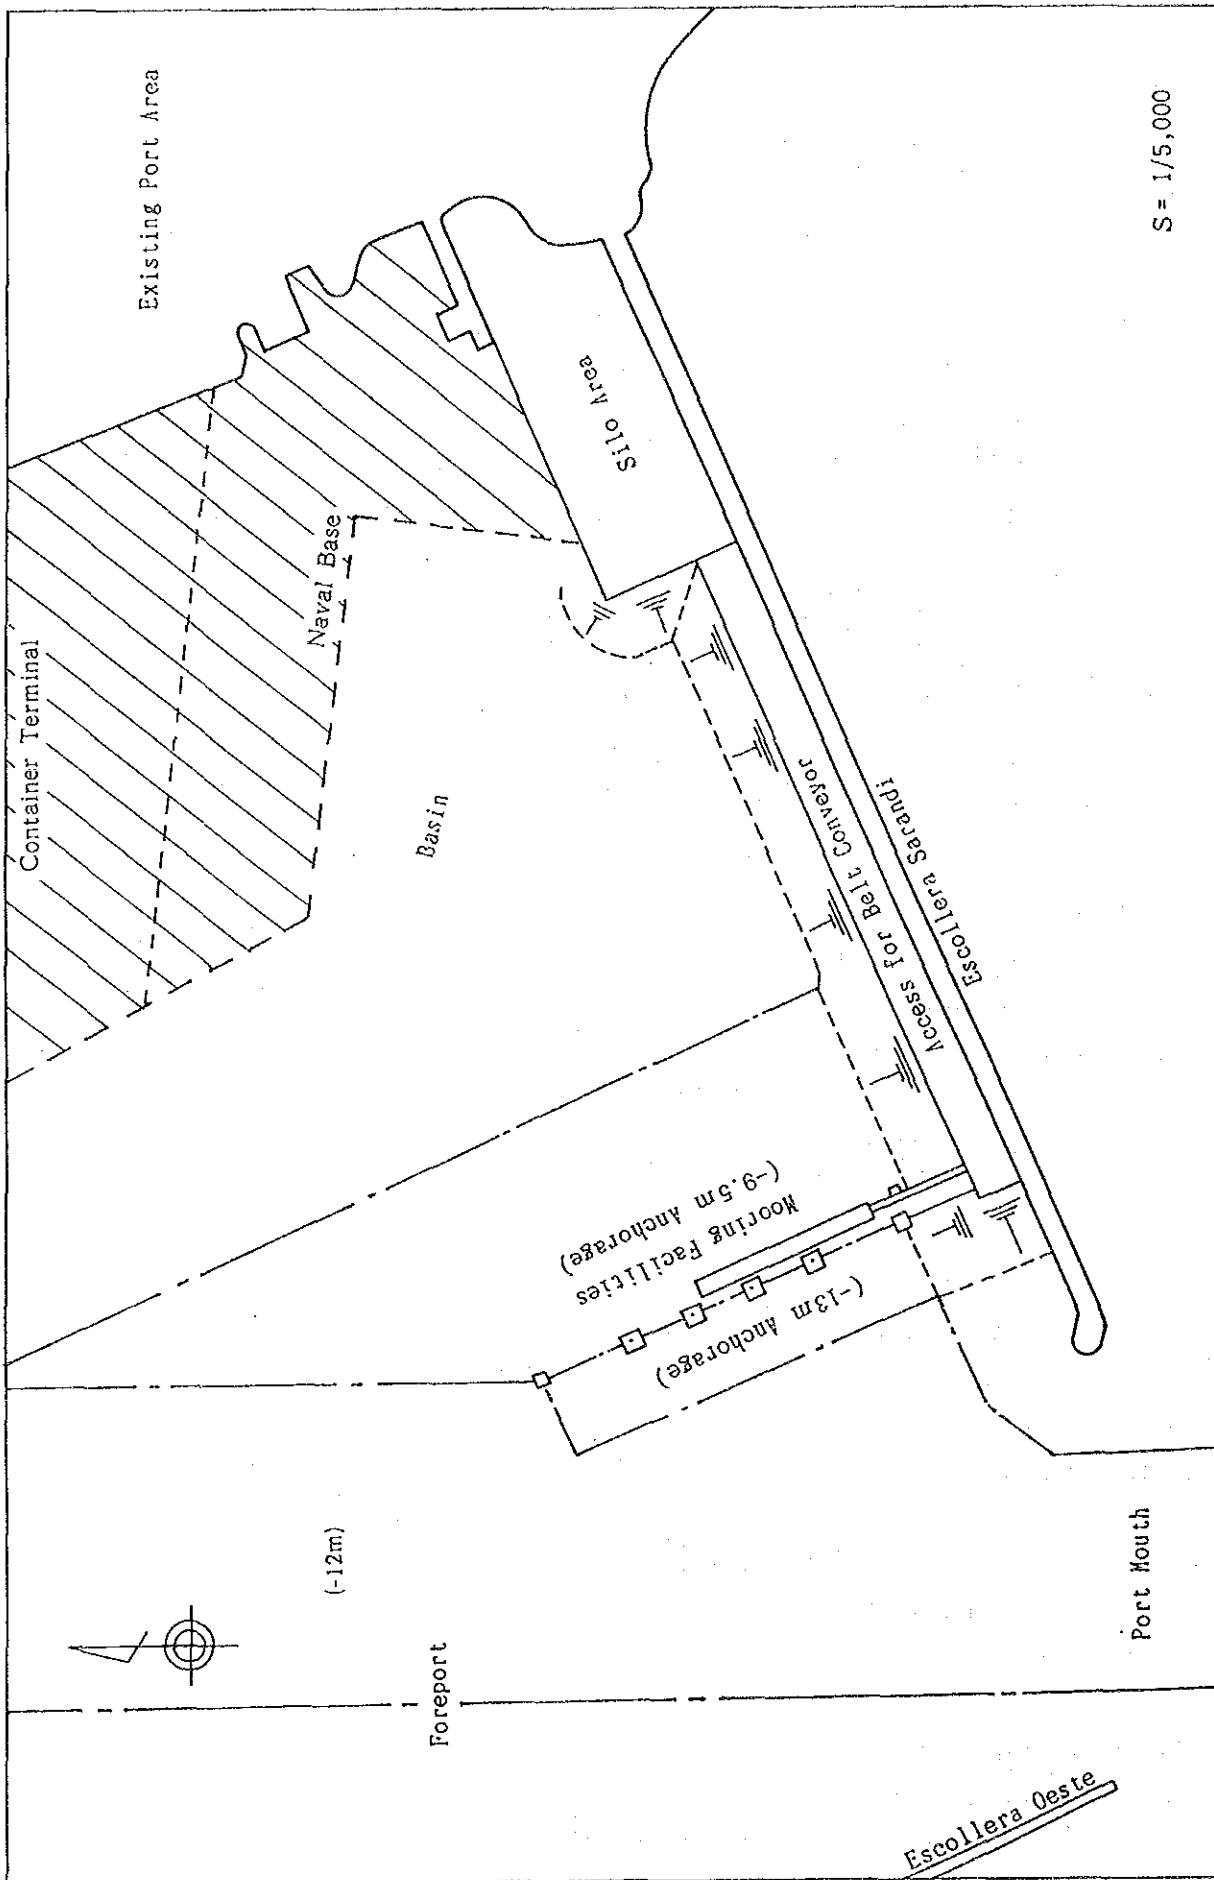 Existing Port Area
Container Terminal
Naval Base
Silo Area
Basin
Access for Belt Conveyor
Escollera Sarandi
Mooring Facilities
(-9.5m Anchorage)
(-13m Anchorage)
(-12m)
Foreport
Port Mouth
Escollera Oeste
S = 1/5,000